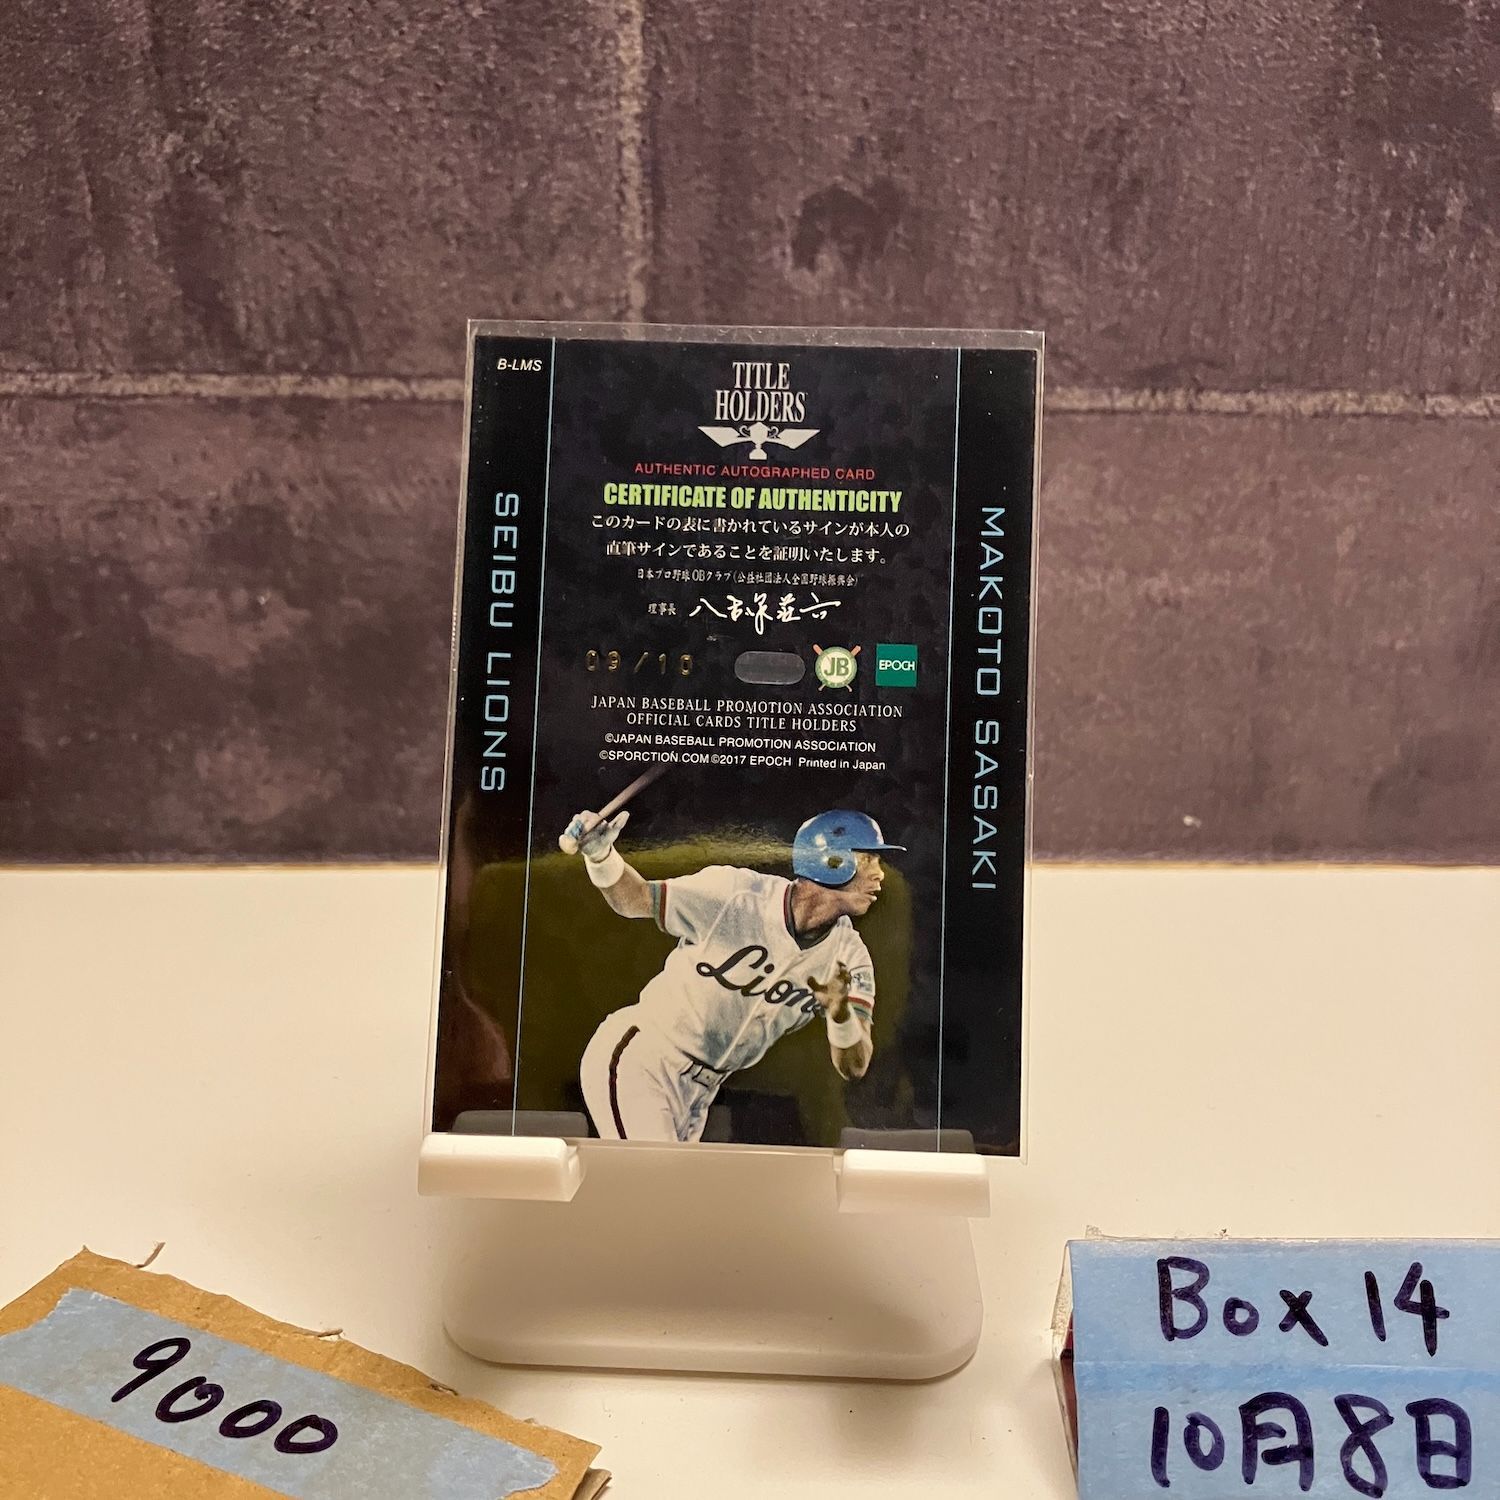 B-LMS
TITLE
HOLDERS
AUTHENTIC AUTOGRAPHED CARD
CERTIFICATE OF AUTHENTICITY
このカードの表に書かれているサインが本人の
直筆サインであることを証明いたします。
日本プロ野球OBクラブ(公益社団法人全国野球振興会)
理事長 八木沢荘六
09/10
JB
EPOCH
JAPAN BASEBALL PROMOTION ASSOCIATION
OFFICIAL CARDS TITLE HOLDERS
©JAPAN BASEBALL PROMOTION ASSOCIATION
©SPORCTION.COM ©2017 EPOCH Printed in Japan
SEIBU LIONS
MAKOTO SASAKI
Lions
9000
Box 14
10月8日